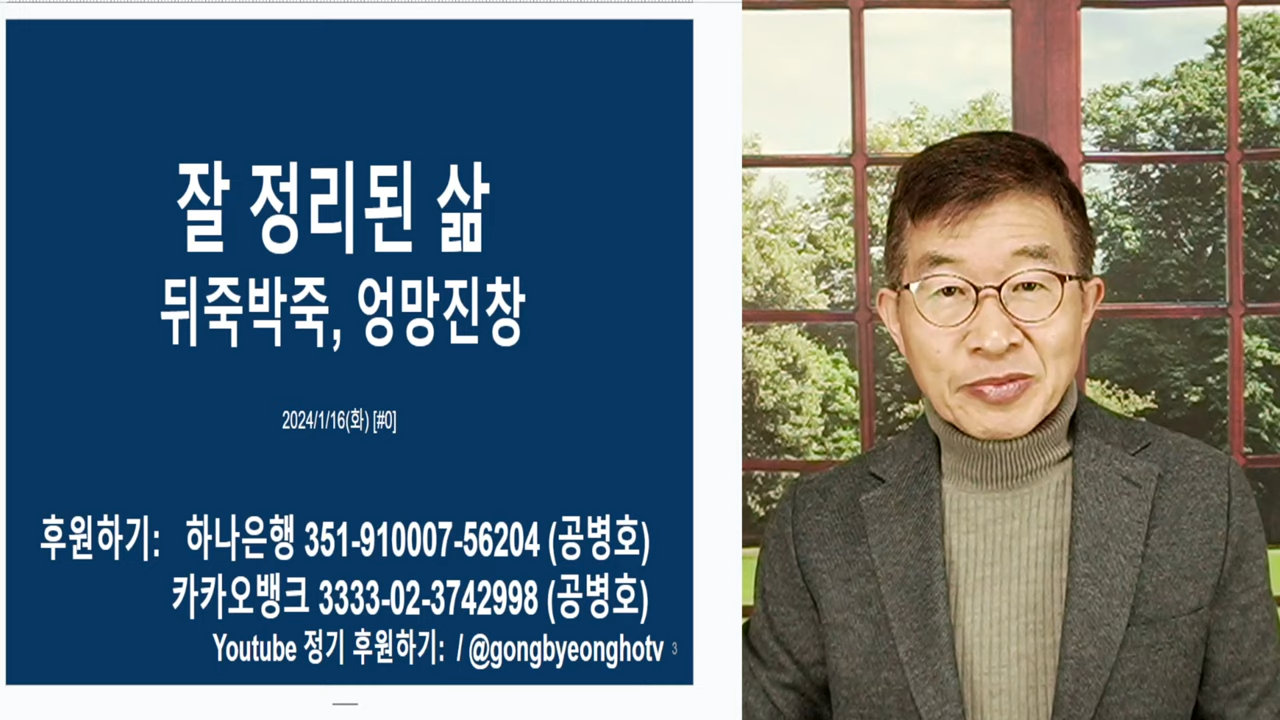 잘 정리된 삶
뒤죽박죽, 엉망진창
2024/1/16(화) [#0]
후원하기: 하나은행 351-910007-56204 (공병호)
카카오뱅크 3333-02-3742998 (공병호)
Youtube 정기 후원하기: / @gongbyeonghotv
3